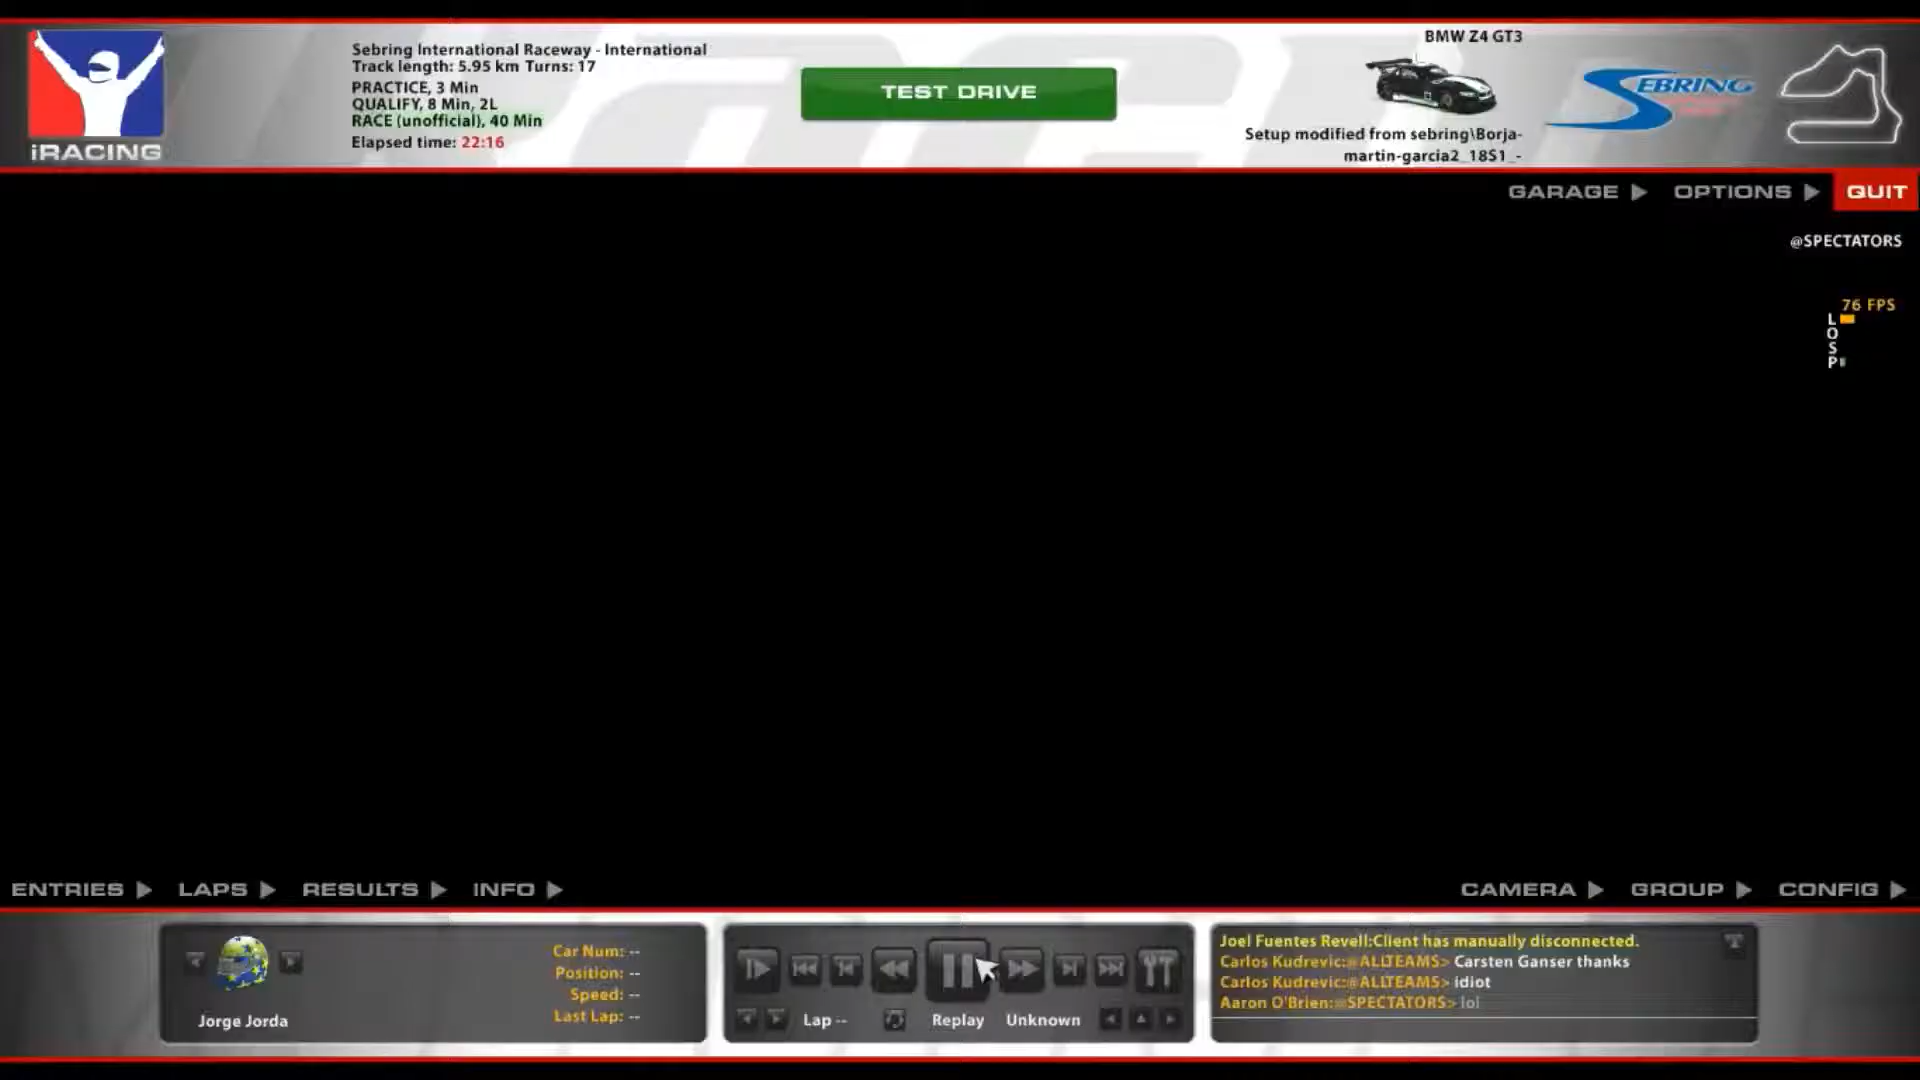 iRACING
Sebring International Raceway - International
Track length: 5.95 km Turns: 17
PRACTICE, 3 Min
QUALIFY, 8 Min, 2L
RACE (unofficial), 40 Min
Elapsed time: 22:16
TEST DRIVE
BMW Z4 GT3
Setup modified from sebring\Borja-
martin-garcia2_18S1_-
SEBRING
GARAGE
OPTIONS
QUIT
@SPECTATORS
76 FPS
L
O
S
P
ENTRIES
LAPS
RESULTS
INFO
CAMERA
GROUP
CONFIG
Jorge Jorda
Car Num: --
Position: --
Speed: --
Last Lap: --
Lap --
Replay
Unknown
Joel Fuentes Revell:Client has manually disconnected.
Carlos Kudrevic:@ALLTEAMS> Carsten Ganser thanks
Carlos Kudrevic:@ALLTEAMS> idiot
Aaron O'Brien:@SPECTATORS> lol